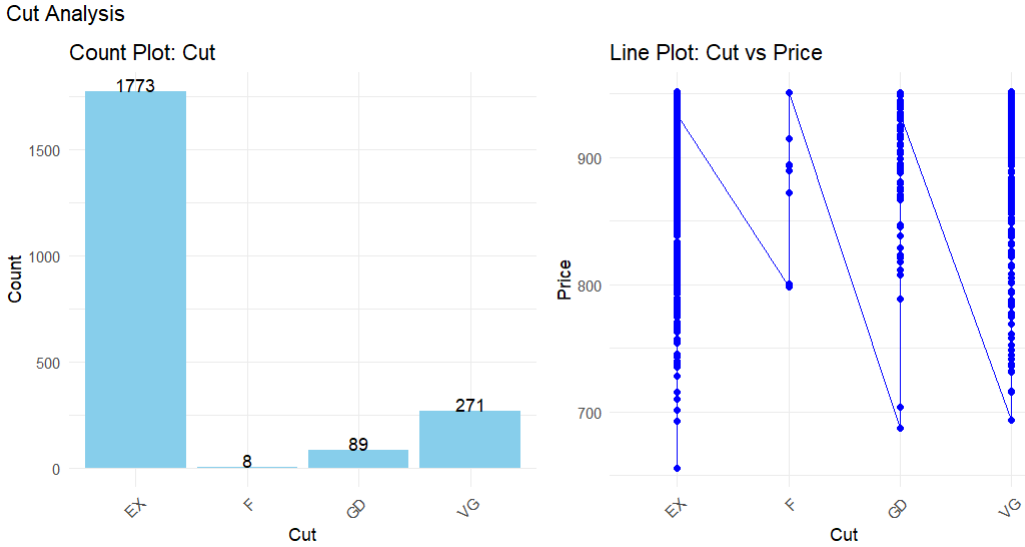 Cut Analysis
Count Plot: Cut
1773
8
89
271
1500
1000
500
0
Count
EX
F
GD
VG
Cut
Line Plot: Cut vs Price
900
800
700
Price
EX
F
GD
VG
Cut